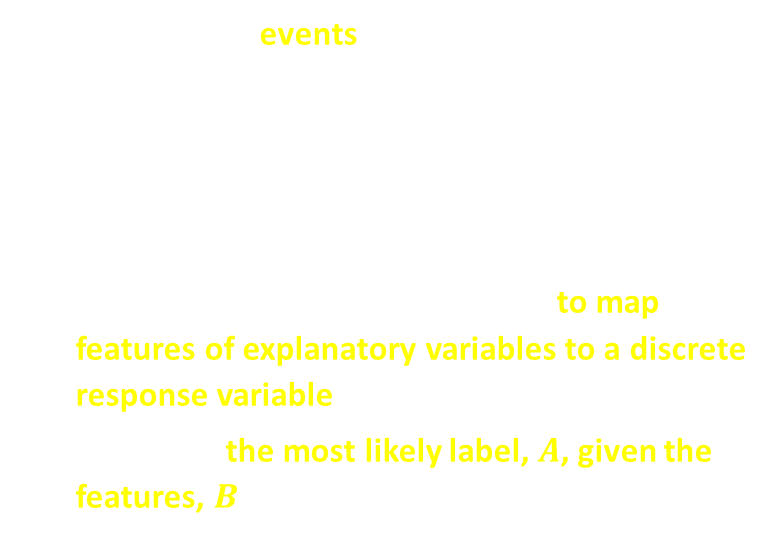 events
to map
features of explanatory variables to a discrete
response variable
the most likely label, A, given the
features, B